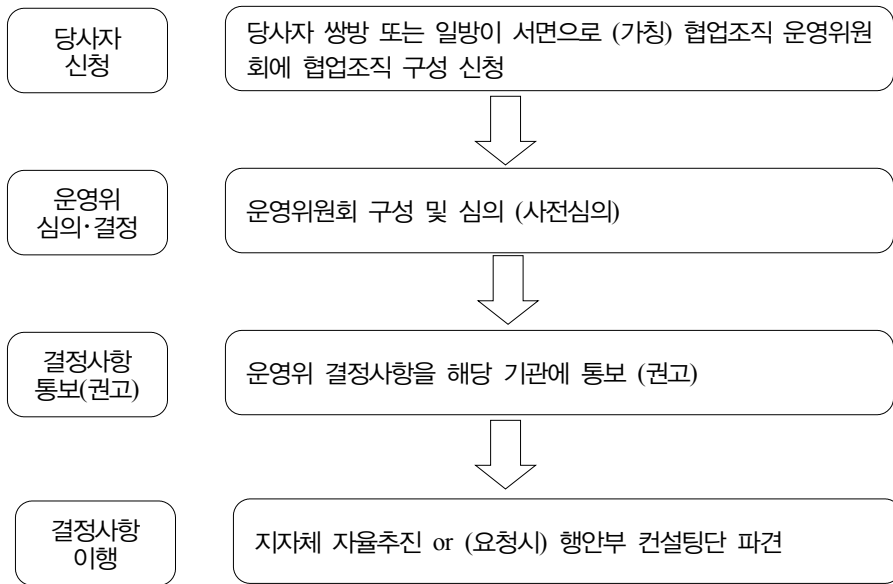 당사자
신청
당사자 쌍방 또는 일방이 서면으로 (가칭) 협업조직 운영위원
회에 협업조직 구성 신청
운영위
심의·결정
운영위원회 구성 및 심의 (사전심의)
결정사항
통보(권고)
운영위 결정사항을 해당 기관에 통보 (권고)
결정사항
이행
지자체 자율추진 or (요청시) 행안부 컨설팅단 파견